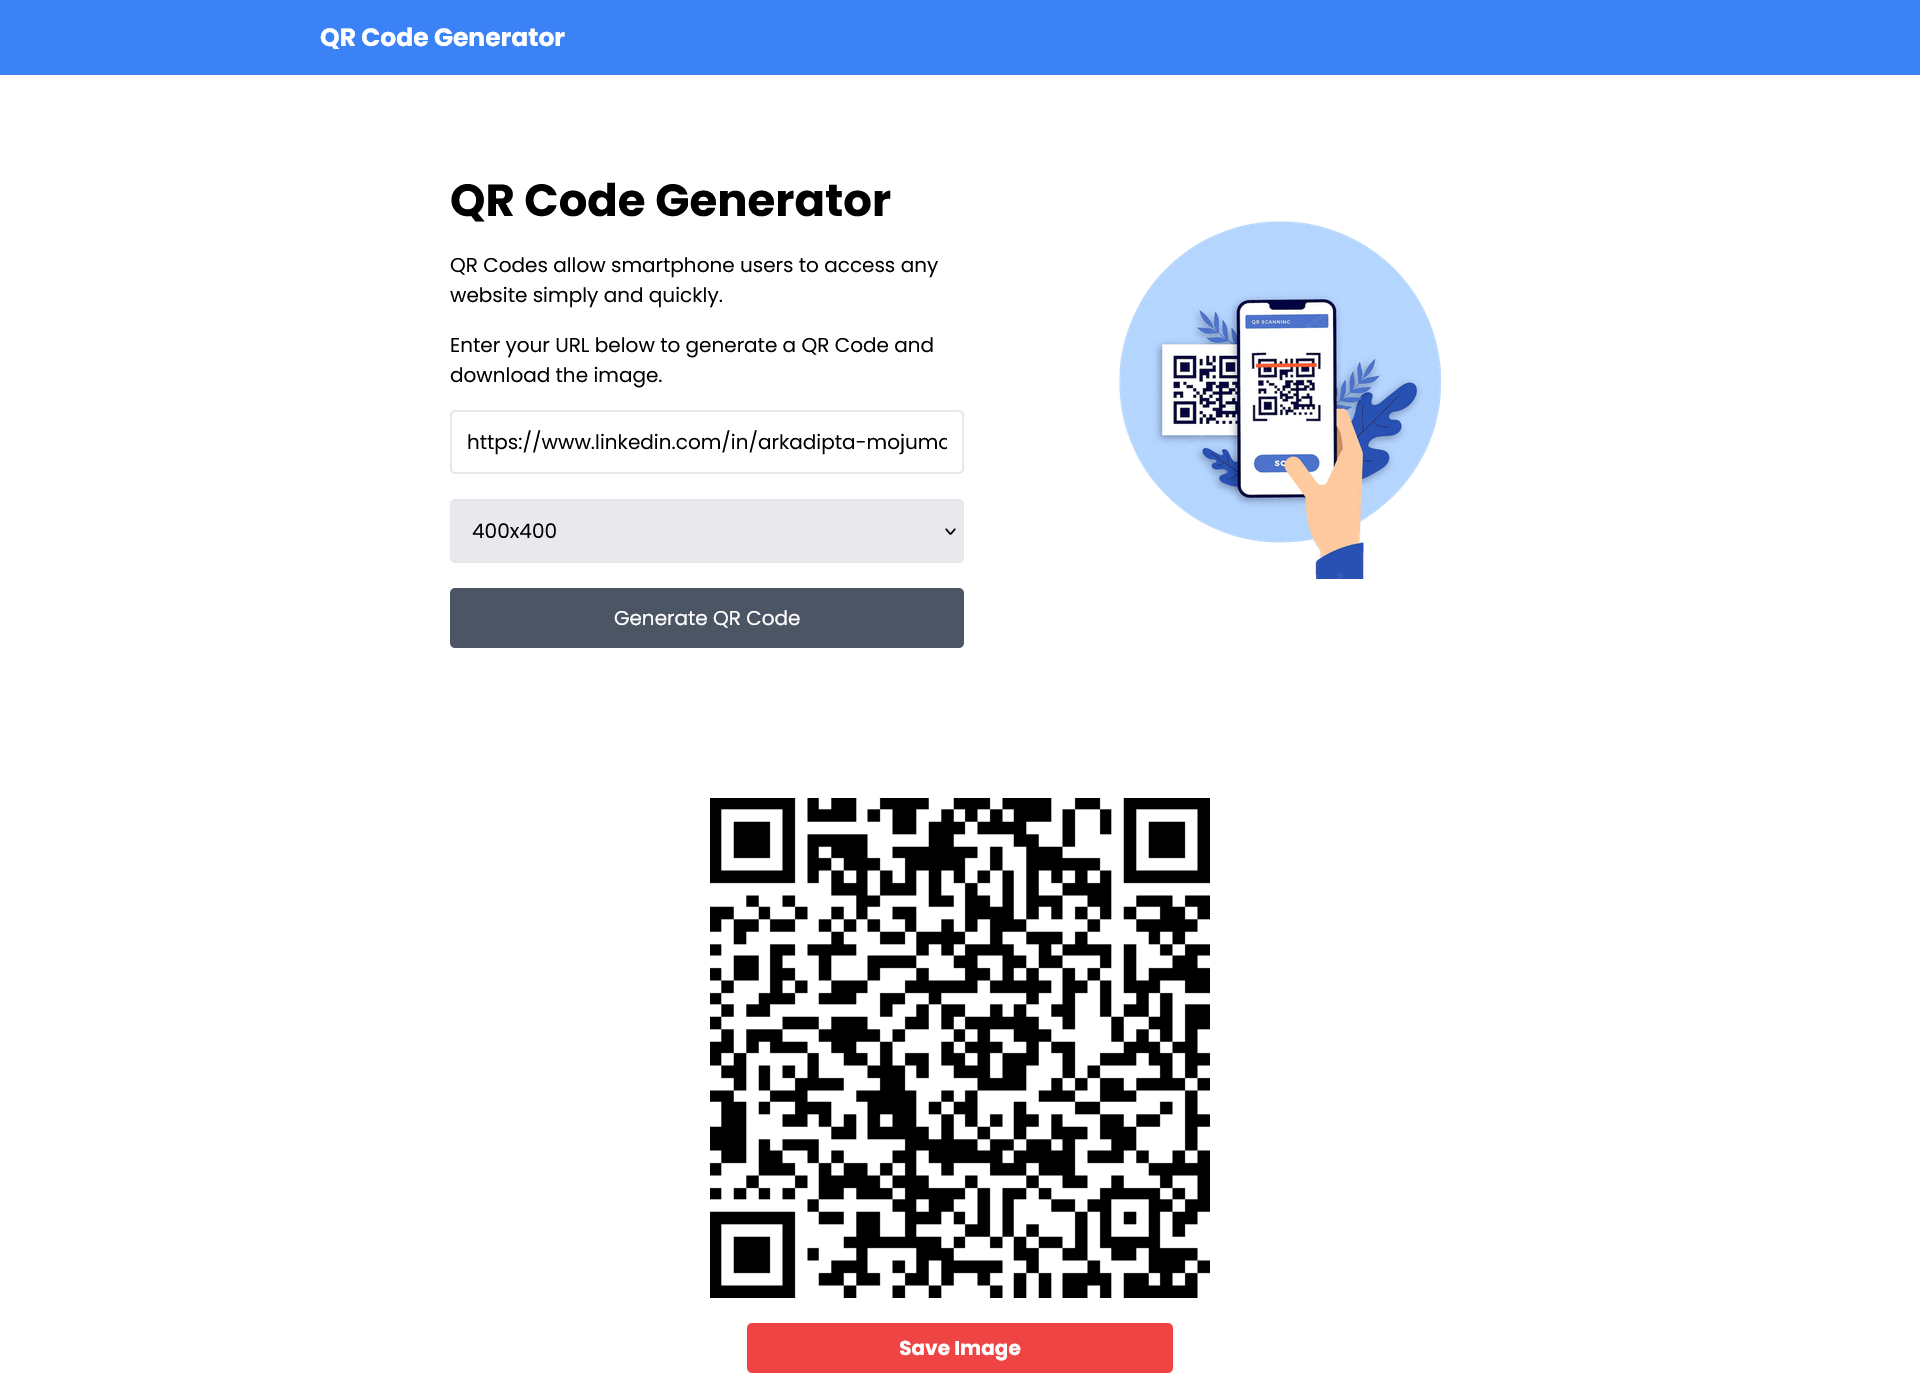 QR Code Generator
QR Code Generator
QR Codes allow smartphone users to access any
website simply and quickly.
Enter your URL below to generate a QR Code and
download the image.
https://www.linkedin.com/in/arkadipta-mojum
400x400
Generate QR Code
QR SCANNING
Save Image